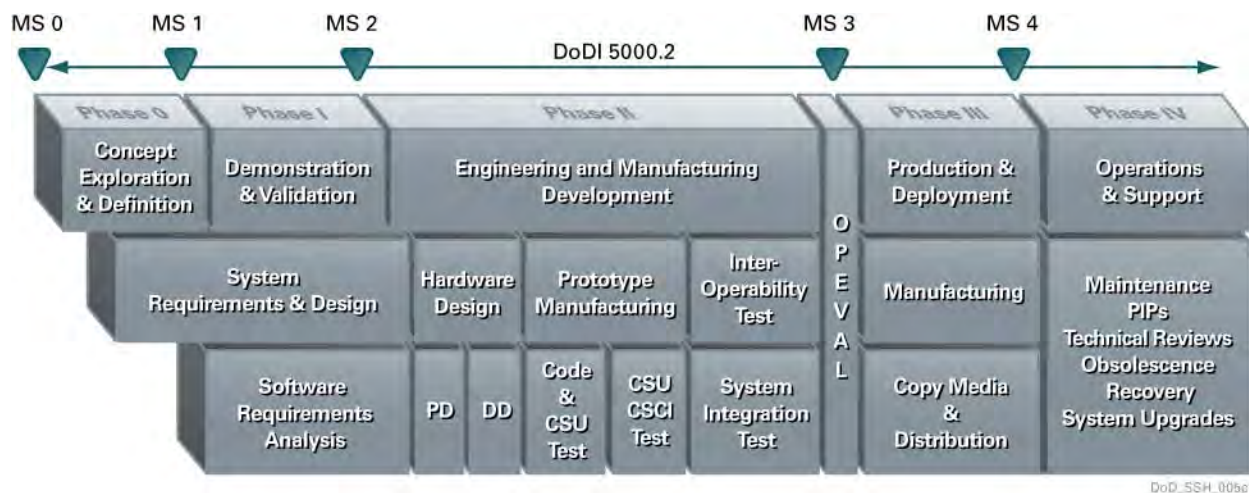 MS 0
MS 1
MS 2
MS 3
MS 4
DoDI 5000.2
Phase 0
Phase I
Phase II
Phase III
Phase IV
Concept
Exploration
& Definition
Demonstration
& Validation
Engineering and Manufacturing
Development
Production &
Deployment
Operations
& Support
System
Requirements & Design
Hardware
Design
Prototype
Manufacturing
Inter-
Operability
Test
O
P
E
V
A
L
Manufacturing
Maintenance
PIPs
Technical Reviews
Obsolescence
Recovery
System Upgrades
Software
Requirements
Analysis
PD
DD
Code
&
CSU
Test
CSU
CSCI
Test
System
Integration
Test
Copy Media
&
Distribution
DoD_SSH_005c